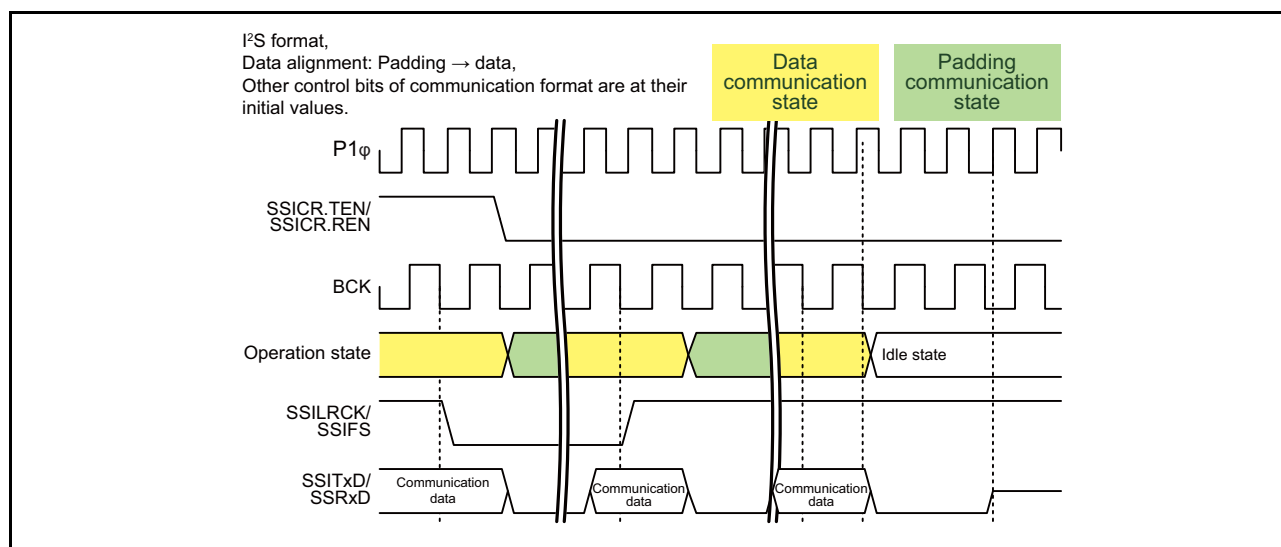 I²S format,
Data alignment: Padding → data,
Other control bits of communication format are at their
initial values.
Data
communication
state
Padding
communication
state
P1φ
SSICR.TEN/
SSICR.REN
BCK
Operation state
Idle state
SSILRCK/
SSIFS
SSITxD/
SSRxD
Communication
data
Communication
data
Communication
data